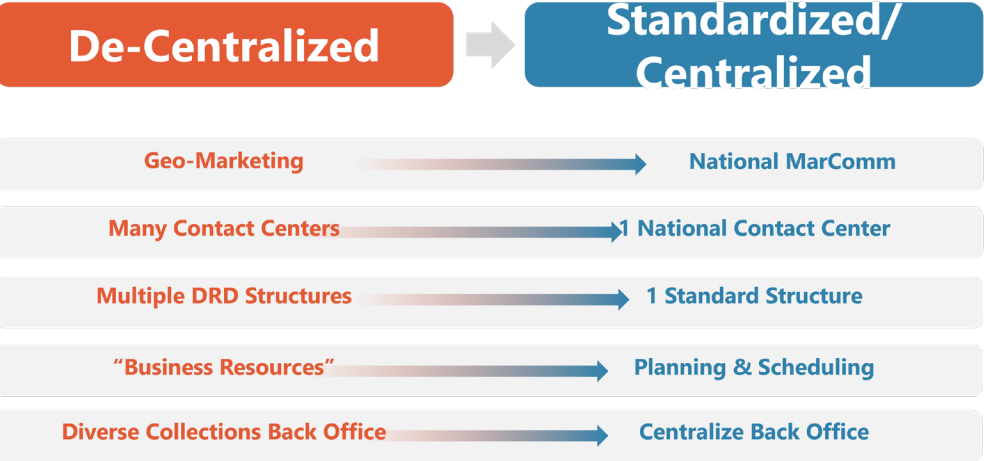 De-Centralized
Standardized/
Centralized
Geo-Marketing
National MarComm
Many Contact Centers
1 National Contact Center
Multiple DRD Structures
1 Standard Structure
“Business Resources”
Planning & Scheduling
Diverse Collections Back Office
Centralize Back Office